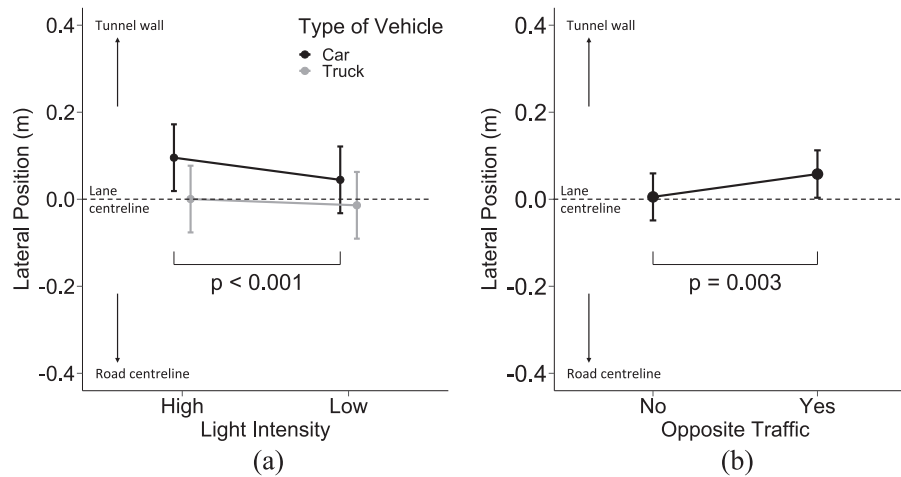 0.4
Tunnel wall
Type of Vehicle
Car
Truck
0.2
Lateral Position (m)
0.0
Lane
centreline
-0.2
p < 0.001
Road centreline
-0.4
High
Low
Light Intensity
(a)
0.4
Tunnel wall
0.2
Lateral Position (m)
0.0
Lane
centreline
-0.2
p = 0.003
Road centreline
-0.4
No
Yes
Opposite Traffic
(b)